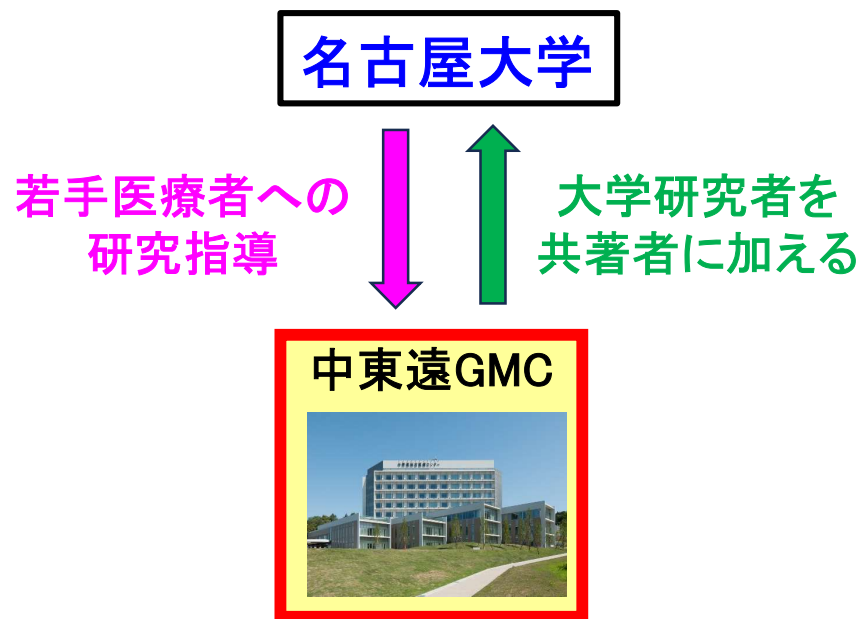 名古屋大学
若手医療者への
研究指導
大学研究者を
共著者に加える
中東遠GMC